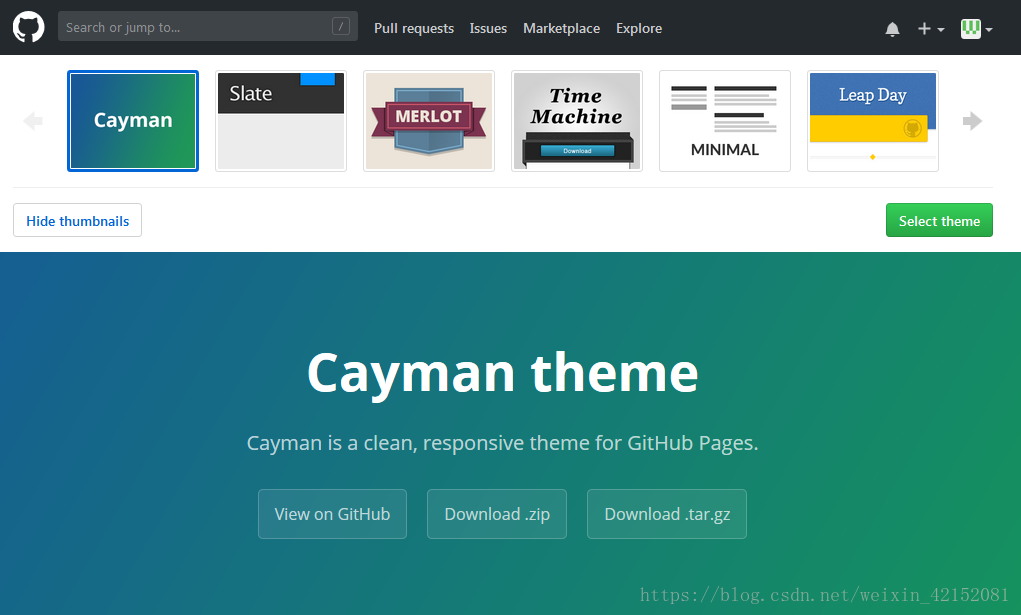 Search or jump to...
/
Pull requests Issues Marketplace Explore
Cayman
Slate
MERLOT
Time
Machine
Download
MINIMAL
Leap Day
Hide thumbnails
Select theme
Cayman theme
Cayman is a clean, responsive theme for GitHub Pages.
View on GitHub
Download .zip
Download .tar.gz
https://blog.csdn.net/weixin_42152081